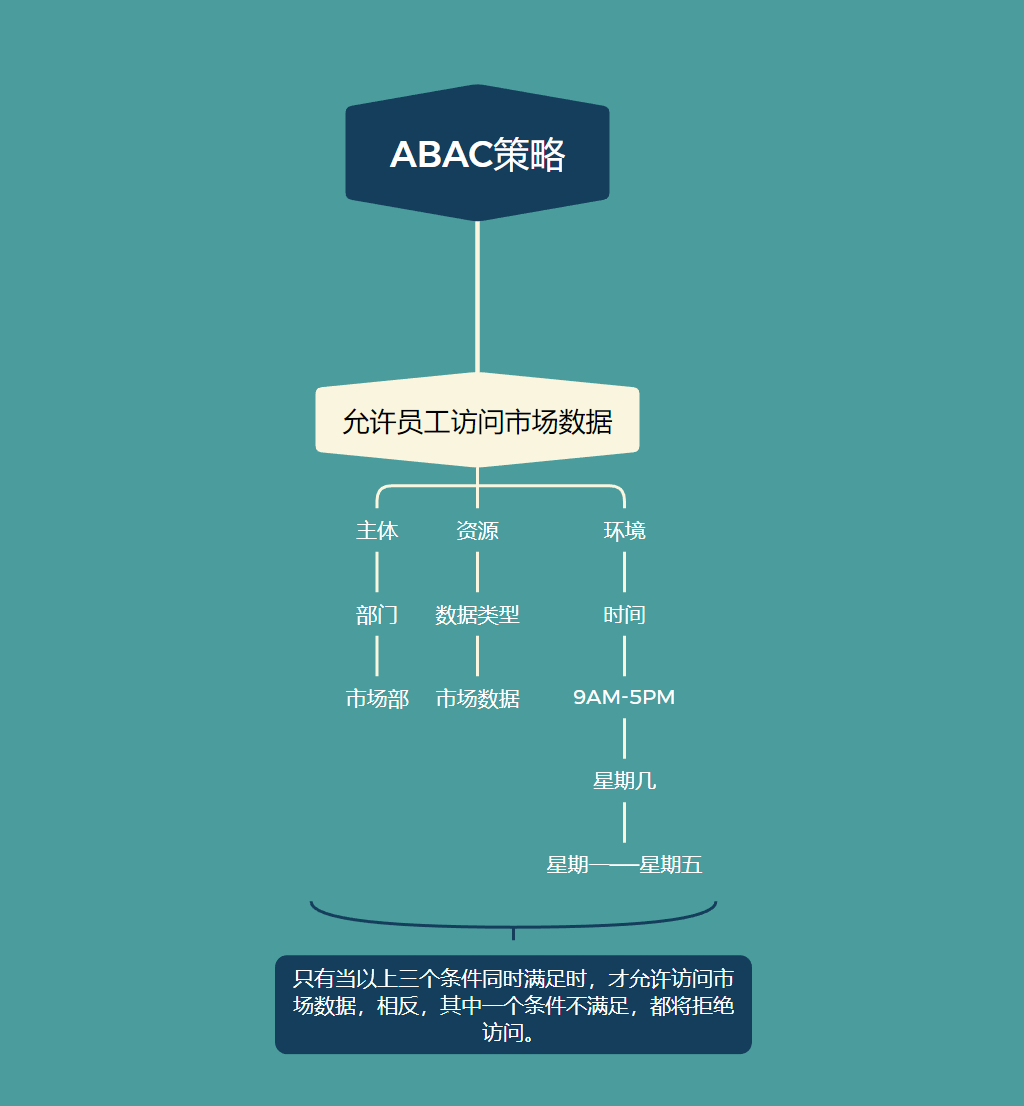 ABAC策略
允许员工访问市场数据
主体
资源
环境
部门
数据类型
时间
市场部
市场数据
9AM-5PM
星期几
星期一——星期五
只有当以上三个条件同时满足时，才允许访问市
场数据，相反，其中一个条件不满足，都将拒绝
访问。